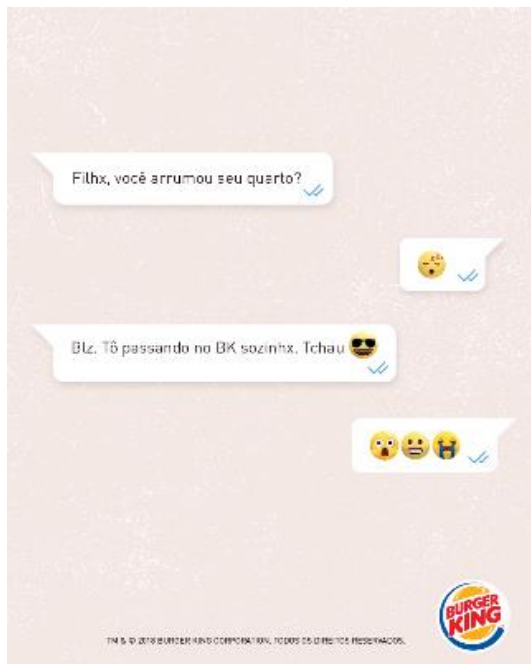 Filhx, você arrumou seu quarto?
Blz. Tô passando no BK sozinhx. Tchau
BURGER
KING
TM & © 2018 BURGER KING CORPORATION. TODOS OS DIREITOS RESERVADOS.